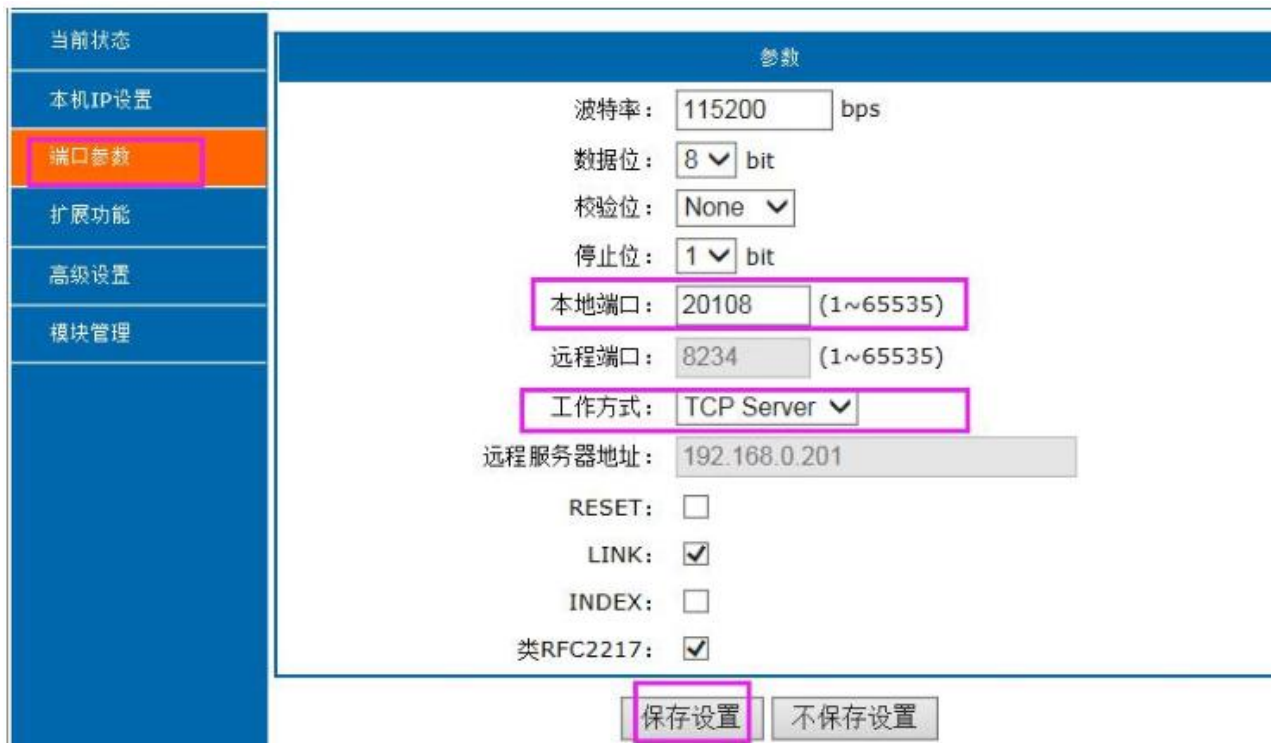 当前状态
本机IP设置
端口参数
扩展功能
高级设置
模块管理
参数
波特率： 115200 bps
数据位： 8 bit
校验位： None
停止位： 1 bit
本地端口： 20108 (1~65535)
远程端口： 8234 (1~65535)
工作方式： TCP Server
远程服务器地址： 192.168.0.201
RESET：
LINK：
INDEX：
类RFC2217：
保存设置 不保存设置